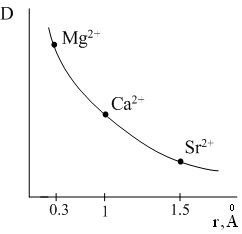 D
Mg²⁺
Ca²⁺
Sr²⁺
0.3 1 1.5
r, Å